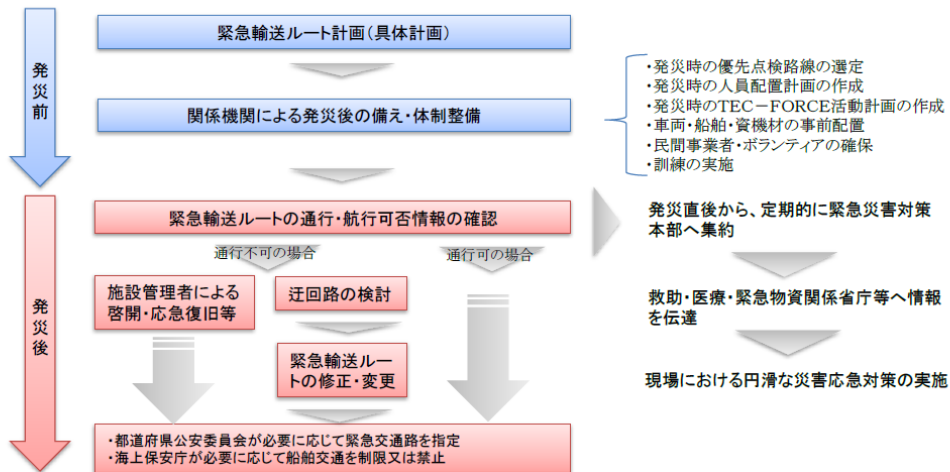 発災前
緊急輸送ルート計画(具体計画)
関係機関による発災後の備え・体制整備
・発災時の優先点検路線の選定
・発災時の人員配置計画の作成
・発災時のTEC－FORCE活動計画の作成
・車両・船舶・資機材の事前配置
・民間事業者・ボランティアの確保
・訓練の実施
発災後
緊急輸送ルートの通行・航行可否情報の確認
通行不可の場合
通行可の場合
施設管理者による
啓開・応急復旧等
迂回路の検討
緊急輸送ルー
トの修正・変更
・都道府県公安委員会が必要に応じて緊急交通路を指定
・海上保安庁が必要に応じて船舶交通を制限又は禁止
発災直後から、定期的に緊急災害対策
本部へ集約
救助・医療・緊急物資関係省庁等へ情報
を伝達
現場における円滑な災害応急対策の実施